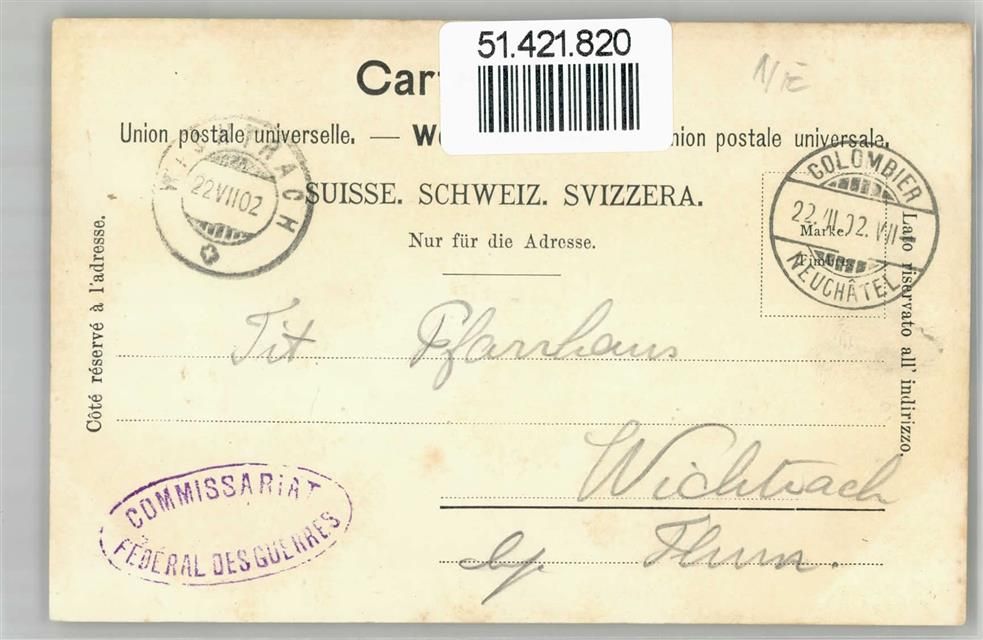 51.421.820
N/E
Car
Union postale universelle. — W nion postale universale.
WICHTRACH
22 VII 02
SUISSE. SCHWEIZ. SVIZZERA.
Nur für die Adresse.
COLOMBIER
22. VII. 02. VII
NEUCHÂTEL
Marke.
Timbre.
Côté réservé à l'adresse.
Lato riservato all' indirizzo.
Tit Pfarrhaus
Wichtrach
Thun.
COMMISSARIAT
FÉDÉRAL DES GUERRES